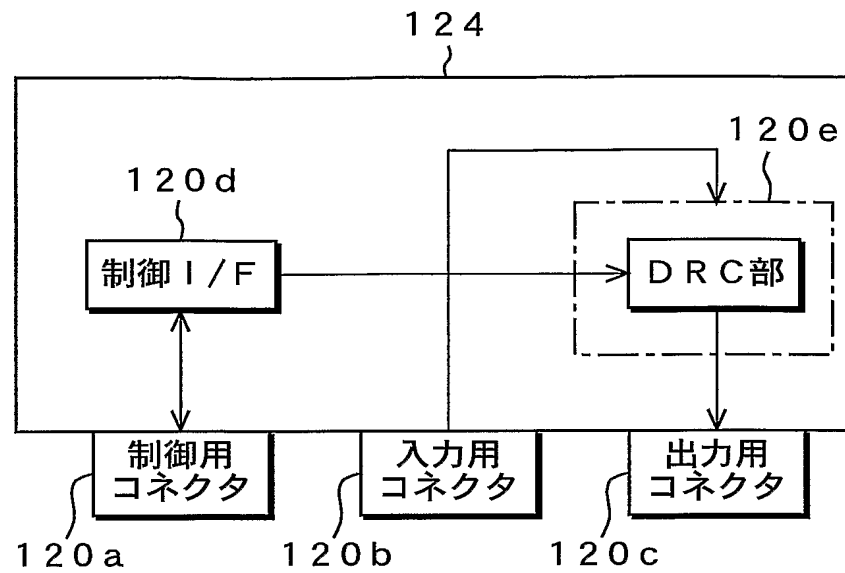 １２４
１２０ｅ
１２０ｄ
制御Ｉ／Ｆ
ＤＲＣ部
制御用
コネクタ
入力用
コネクタ
出力用
コネクタ
１２０ａ
１２０ｂ
１２０ｃ